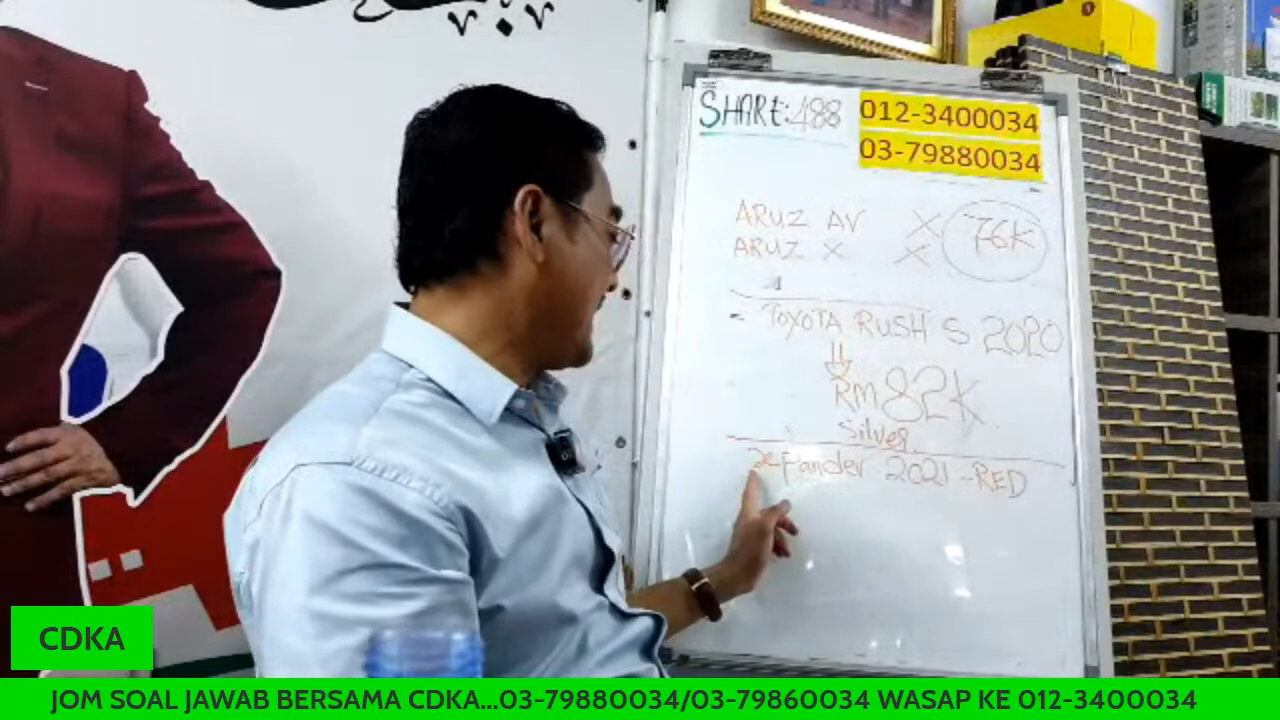 SHARE:488
012-3400034
03-79880034
ARUZ AV X
ARUZ X X
76K
- TOYOTA RUSH S 2020
RM 82K
Silver
xpander 2021 - RED
CDKA
JOM SOAL JAWAB BERSAMA CDKA...03-79880034/03-79860034 WASAP KE 012-3400034